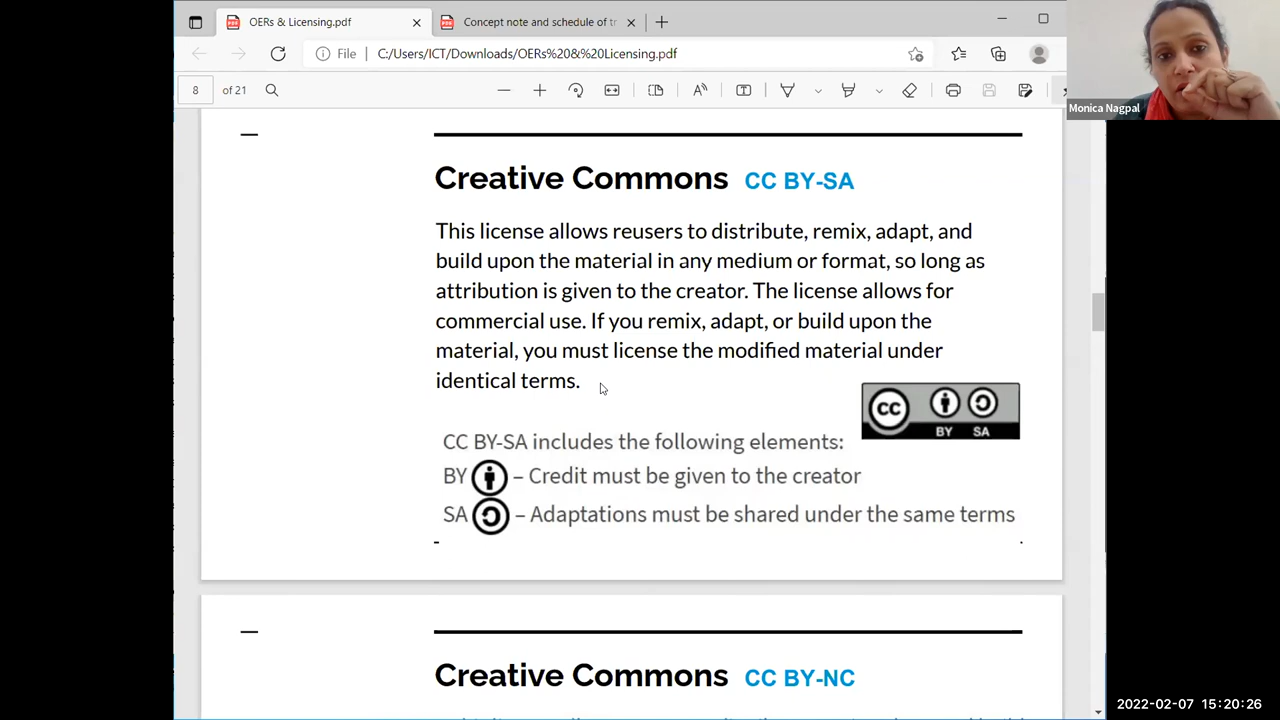 OERs & Licensing.pdf
Concept note and schedule of tr
File
C:/Users/ICT/Downloads/OERs%20&%20Licensing.pdf
8 of 21
Monica Nagpal
Creative Commons CC BY-SA
This license allows reusers to distribute, remix, adapt, and
build upon the material in any medium or format, so long as
attribution is given to the creator. The license allows for
commercial use. If you remix, adapt, or build upon the
material, you must license the modified material under
identical terms.
cc
BY SA
CC BY-SA includes the following elements:
BY – Credit must be given to the creator
SA – Adaptations must be shared under the same terms
Creative Commons CC BY-NC
2022-02-07 15:20:26